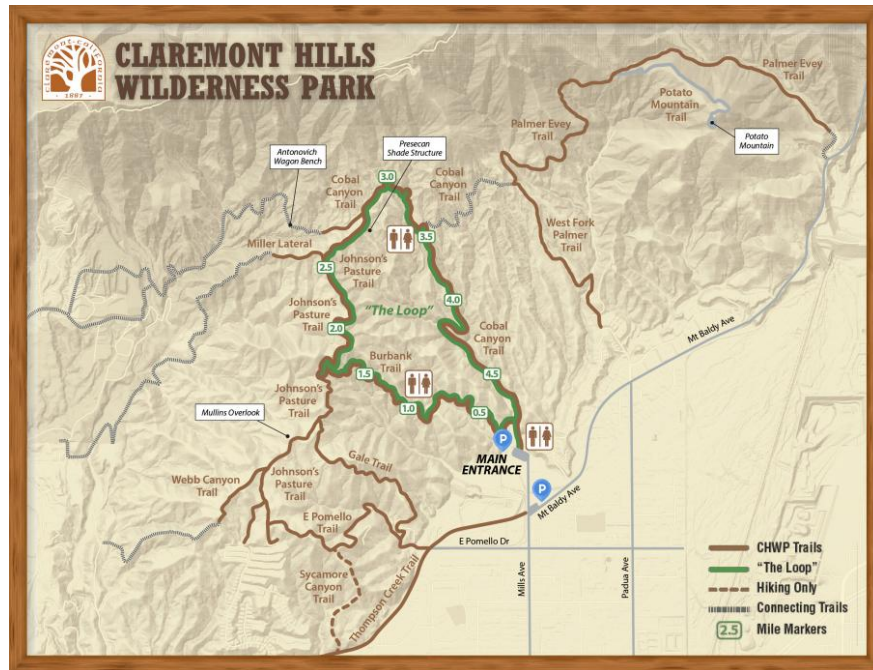 claremont·california
1887
CLAREMONT HILLS
WILDERNESS PARK
Palmer Evey
Trail
Potato
Mountain
Trail
Potato
Mountain
Palmer Evey
Trail
Presecan
Shade Structure
Antonovich
Wagon Bench
3.0
Cobal
Canyon
Trail
Cobal
Canyon
Trail
West Fork
Palmer
Trail
Miller Lateral
3.5
2.5
Johnson's
Pasture
Trail
Johnson's
Pasture
Trail
"The Loop"
4.0
2.0
Cobal
Canyon
Trail
Mt Baldy Ave
Burbank
Trail
1.5
4.5
Johnson's
Pasture
Trail
1.0
0.5
Mullins Overlook
P
MAIN
ENTRANCE
Gale Trail
Webb Canyon
Trail
Johnson's
Pasture
Trail
P
Mt Baldy Ave
E Pomello
Trail
E Pomello Dr
Sycamore
Canyon
Trail
Thompson Creek Trail
Mills Ave
Padua Ave
CHWP Trails
"The Loop"
Hiking Only
Connecting Trails
2.5 Mile Markers